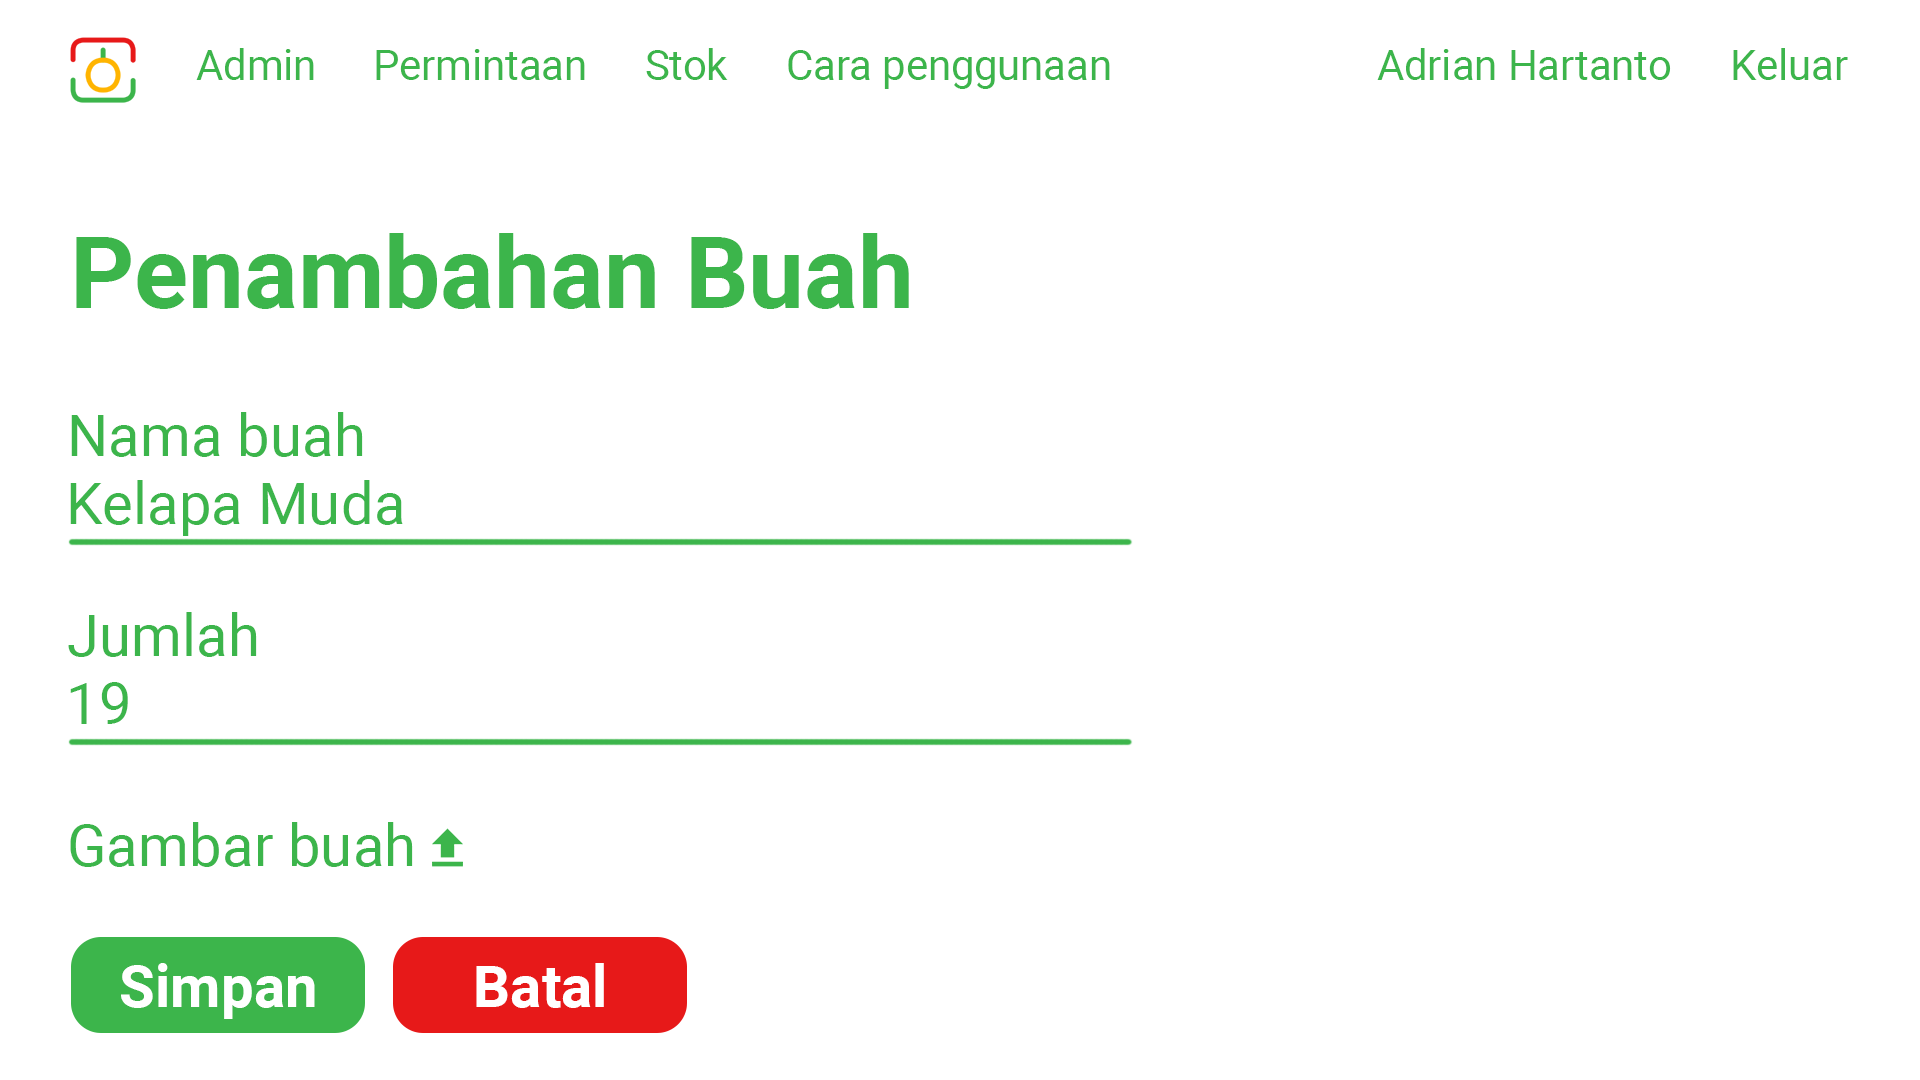 Admin Permintaan Stok Cara penggunaan Adrian Hartanto Keluar
Penambahan Buah
Nama buah
Kelapa Muda
Jumlah
19
Gambar buah
Simpan Batal